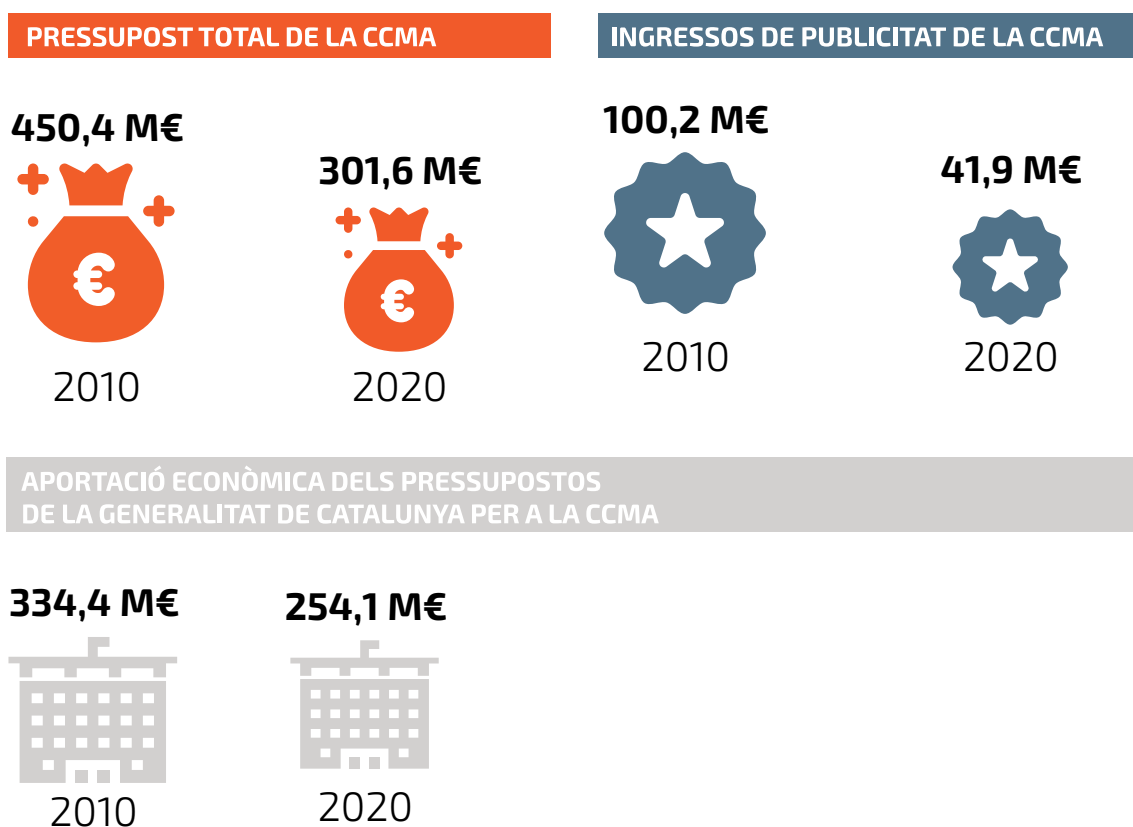 PRESSUPOST TOTAL DE LA CCMA
450,4 M€
301,6 M€
€
€
2010
2020
INGRESSOS DE PUBLICITAT DE LA CCMA
100,2 M€
41,9 M€
2010
2020
APORTACIÓ ECONÒMICA DELS PRESSUPOSTOS
DE LA GENERALITAT DE CATALUNYA PER A LA CCMA
334,4 M€
254,1 M€
2010
2020